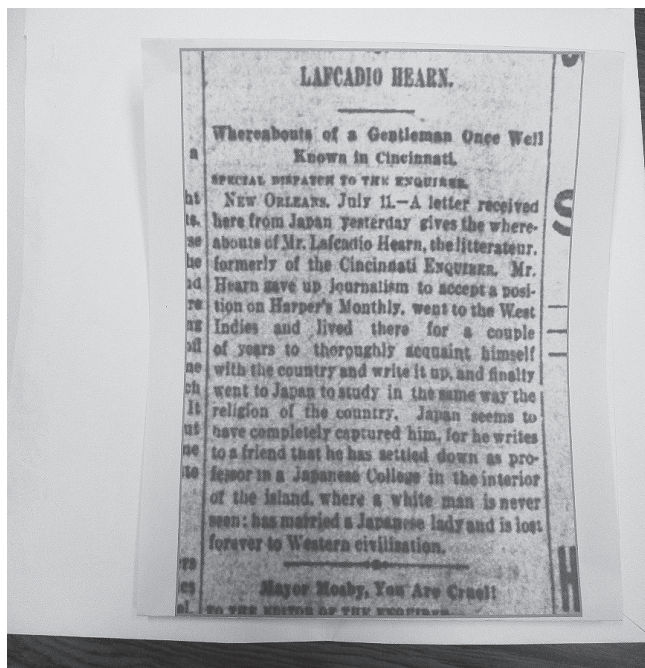 LAFCADIO HEARN.
Whereabouts of a Gentleman Once Well
Known in Cincinnati.
SPECIAL DISPATCH TO THE ENQUIRER.
NEW ORLEANS, July 11.—A letter received
here from Japan yesterday gives the where-
abouts of Mr. Lafcadio Hearn, the litterateur,
formerly of the Cincinnati ENQUIRER. Mr.
Hearn gave up journalism to accept a posi-
tion on Harper's Monthly, went to the West
Indies and lived there for a couple
of years to thoroughly acquaint himself
with the country and write it up, and finally
went to Japan to study in the same way the
religion of the country. Japan seems to
have completely captured him, for he writes
to a friend that he has settled down as pro-
fessor in a Japanese College in the interior
of the island, where a white man is never
seen; has married a Japanese lady and is lost
forever to Western civilization.
Mayor Mosby, You Are Cruel!
TO THE EDITOR OF THE ENQUIRER.